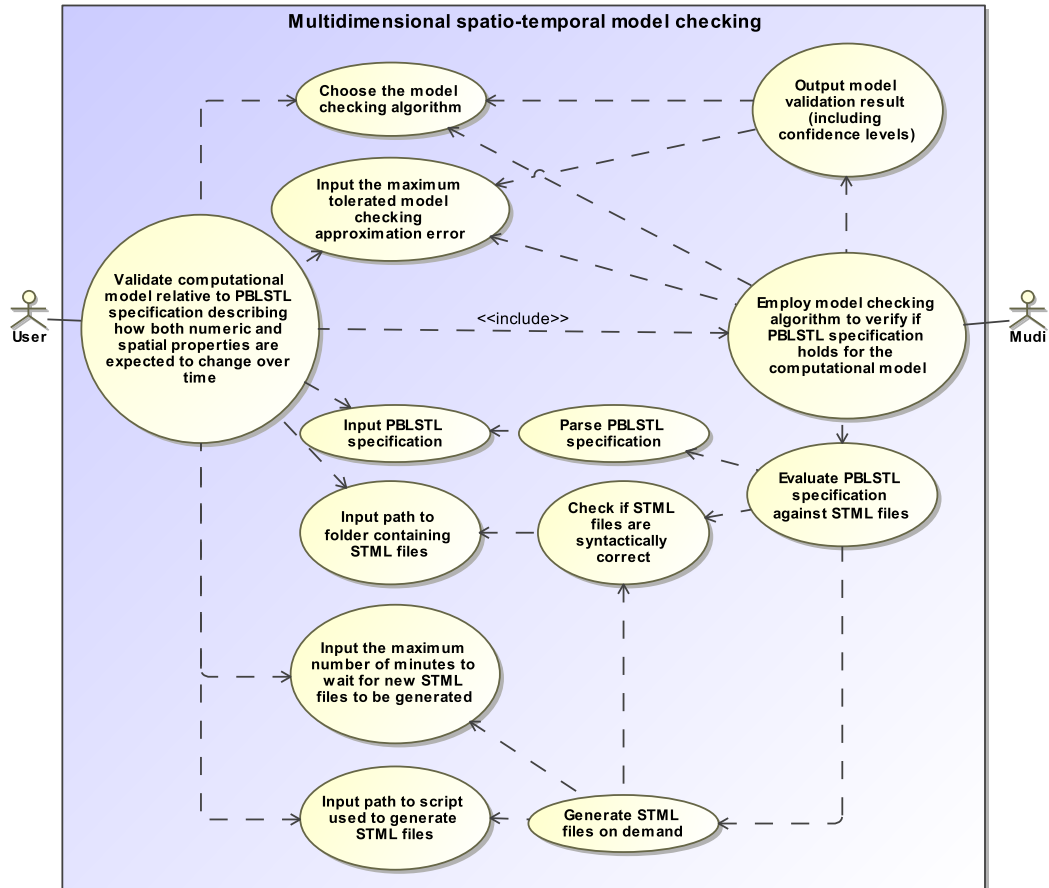 Multidimensional spatio-temporal model checking
Choose the model
checking algorithm
Output model
validation result
(including
confidence levels)
Input the maximum
tolerated model
checking
approximation error
Validate computational
model relative to PBLSTL
specification describing
how both numeric and
spatial properties are
expected to change over
time
<<include>>
Employ model checking
algorithm to verify if
PBLSTL specification
holds for the
computational model
User
Mudi
Input PBLSTL
specification
Parse PBLSTL
specification
Evaluate PBLSTL
specification
against STML files
Input path to
folder containing
STML files
Check if STML
files are
syntactically
correct
Input the maximum
number of minutes to
wait for new STML
files to be generated
Input path to script
used to generate
STML files
Generate STML
files on demand